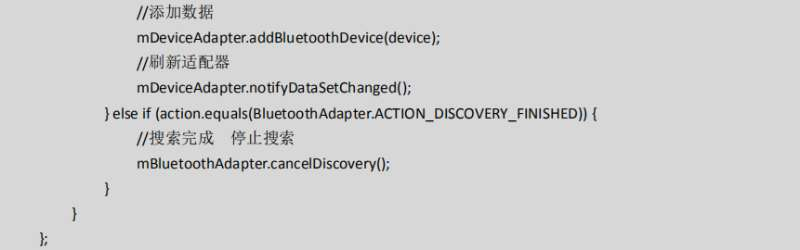 //添加数据
mDeviceAdapter.addBluetoothDevice(device);
//刷新适配器
mDeviceAdapter.notifyDataSetChanged();
} else if (action.equals(BluetoothAdapter.ACTION_DISCOVERY_FINISHED)) {
//搜索完成　停止搜索
mBluetoothAdapter.cancelDiscovery();
}
}
};